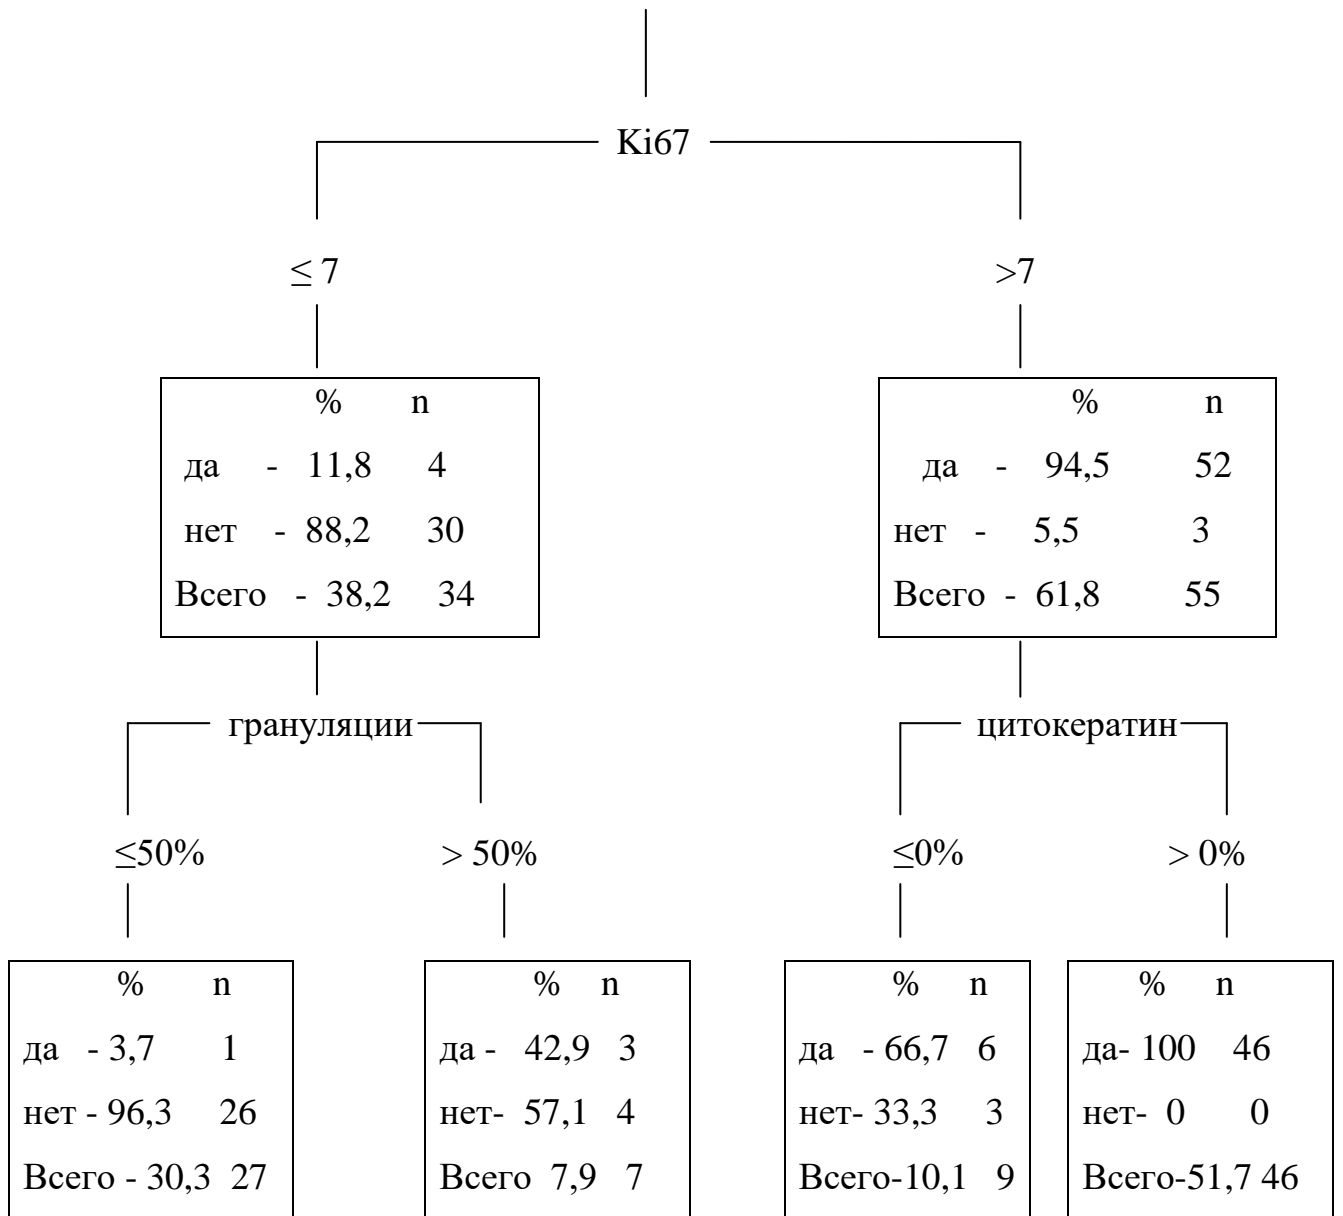 Ki67
≤ 7
>7
% n
да - 11,8 4
нет - 88,2 30
Всего - 38,2 34
% n
да - 94,5 52
нет - 5,5 3
Всего - 61,8 55
грануляции
цитокератин
≤50%
> 50%
≤0%
> 0%
% n
да - 3,7 1
нет - 96,3 26
Всего - 30,3 27
% n
да - 42,9 3
нет- 57,1 4
Всего 7,9 7
% n
да - 66,7 6
нет- 33,3 3
Всего-10,1 9
% n
да- 100 46
нет- 0 0
Всего-51,7 46